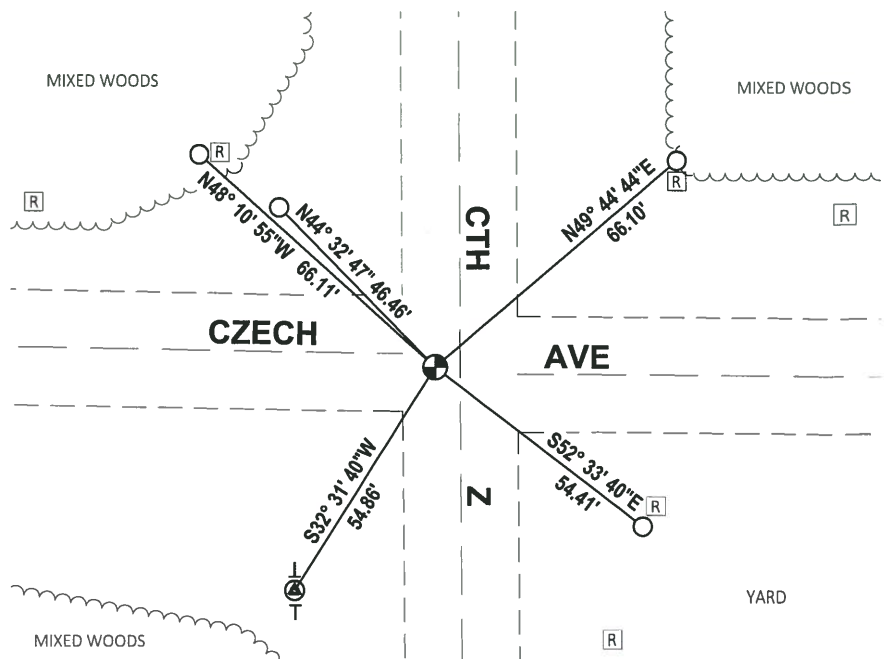 MIXED WOODS
MIXED WOODS
R
R
R
R
N48° 10' 55"W 66.11'
N44° 32' 47" 46.46'
N49° 44' 44"E
66.10'
CTH
CZECH
AVE
S32° 31' 40"W
54.86'
Z
S52° 33' 40"E
54.41'
R
YARD
MIXED WOODS
R